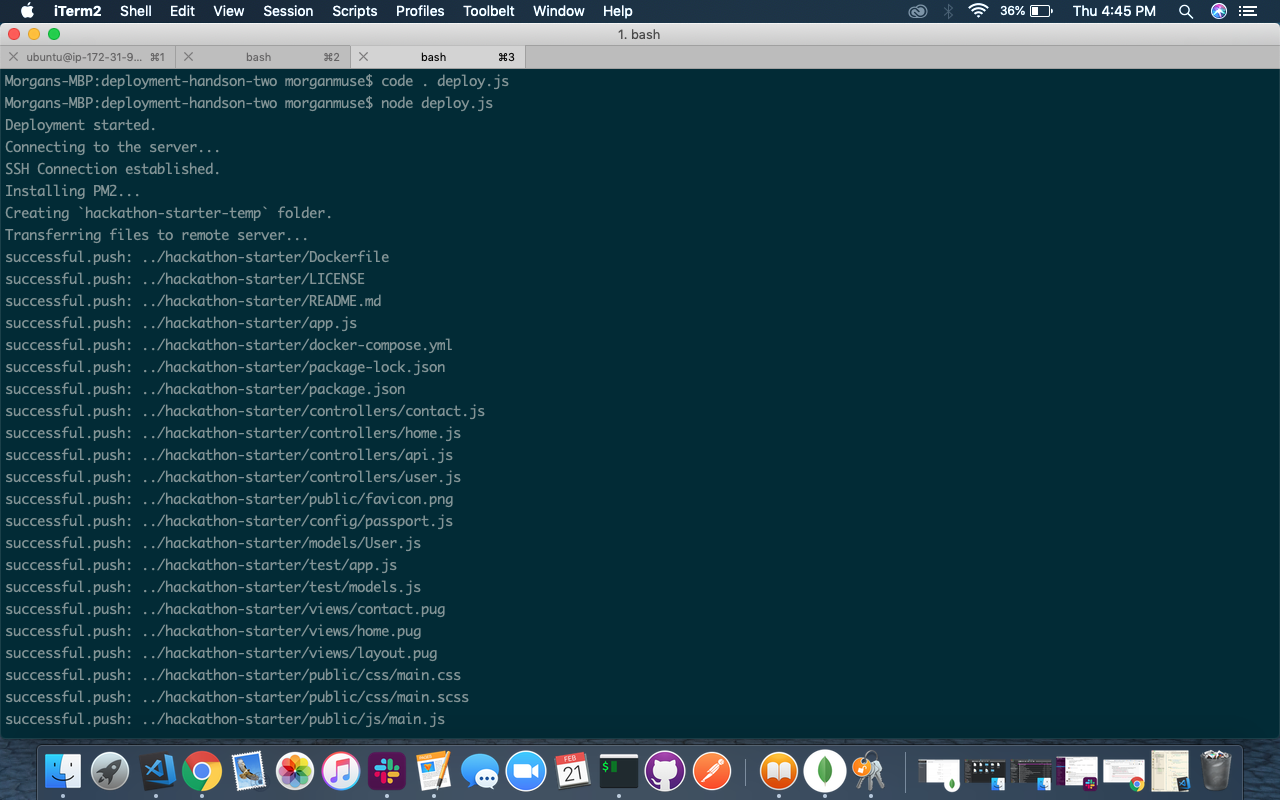 iTerm2 Shell Edit View Session Scripts Profiles Toolbelt Window Help 36% Thu 4:45 PM
1. bash
ubuntu@ip-172-31-9... ⌘1 bash ⌘2 bash ⌘3
Morgans-MBP:deployment-handson-two morganmuse$ code . deploy.js
Morgans-MBP:deployment-handson-two morganmuse$ node deploy.js
Deployment started.
Connecting to the server...
SSH Connection established.
Installing PM2...
Creating `hackathon-starter-temp` folder.
Transferring files to remote server...
successful.push: ../hackathon-starter/Dockerfile
successful.push: ../hackathon-starter/LICENSE
successful.push: ../hackathon-starter/README.md
successful.push: ../hackathon-starter/app.js
successful.push: ../hackathon-starter/docker-compose.yml
successful.push: ../hackathon-starter/package-lock.json
successful.push: ../hackathon-starter/package.json
successful.push: ../hackathon-starter/controllers/contact.js
successful.push: ../hackathon-starter/controllers/home.js
successful.push: ../hackathon-starter/controllers/api.js
successful.push: ../hackathon-starter/controllers/user.js
successful.push: ../hackathon-starter/public/favicon.png
successful.push: ../hackathon-starter/config/passport.js
successful.push: ../hackathon-starter/models/User.js
successful.push: ../hackathon-starter/test/app.js
successful.push: ../hackathon-starter/test/models.js
successful.push: ../hackathon-starter/views/contact.pug
successful.push: ../hackathon-starter/views/home.pug
successful.push: ../hackathon-starter/views/layout.pug
successful.push: ../hackathon-starter/public/css/main.css
successful.push: ../hackathon-starter/public/css/main.scss
successful.push: ../hackathon-starter/public/js/main.js
FEB
21
$